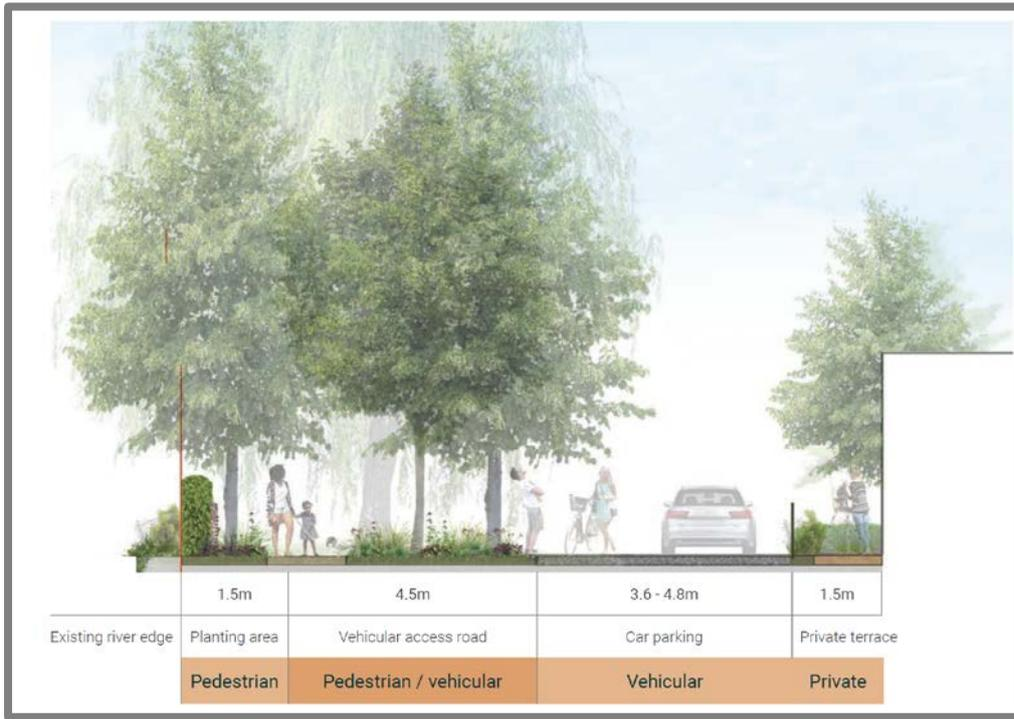 1.5m 4.5m 3.6 - 4.8m 1.5m
Existing river edge Planting area Vehicular access road Car parking Private terrace
Pedestrian Pedestrian / vehicular Vehicular Private